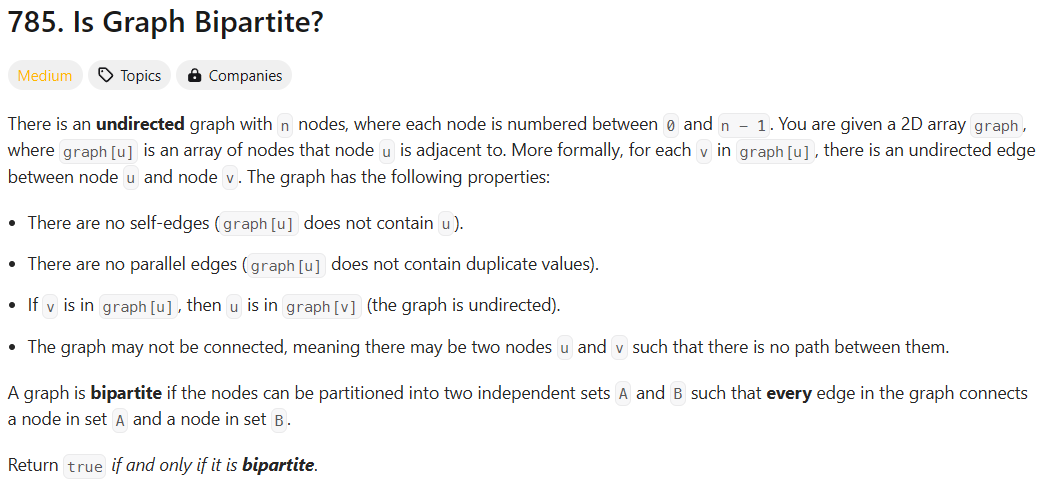 785. Is Graph Bipartite?
Medium Topics Companies
There is an undirected graph with n nodes, where each node is numbered between 0 and n - 1. You are given a 2D array graph,
where graph[u] is an array of nodes that node u is adjacent to. More formally, for each v in graph[u], there is an undirected edge
between node u and node v. The graph has the following properties:
• There are no self-edges (graph[u] does not contain u).
• There are no parallel edges (graph[u] does not contain duplicate values).
• If v is in graph[u], then u is in graph[v] (the graph is undirected).
• The graph may not be connected, meaning there may be two nodes u and v such that there is no path between them.
A graph is bipartite if the nodes can be partitioned into two independent sets A and B such that every edge in the graph connects
a node in set A and a node in set B.
Return true if and only if it is bipartite.